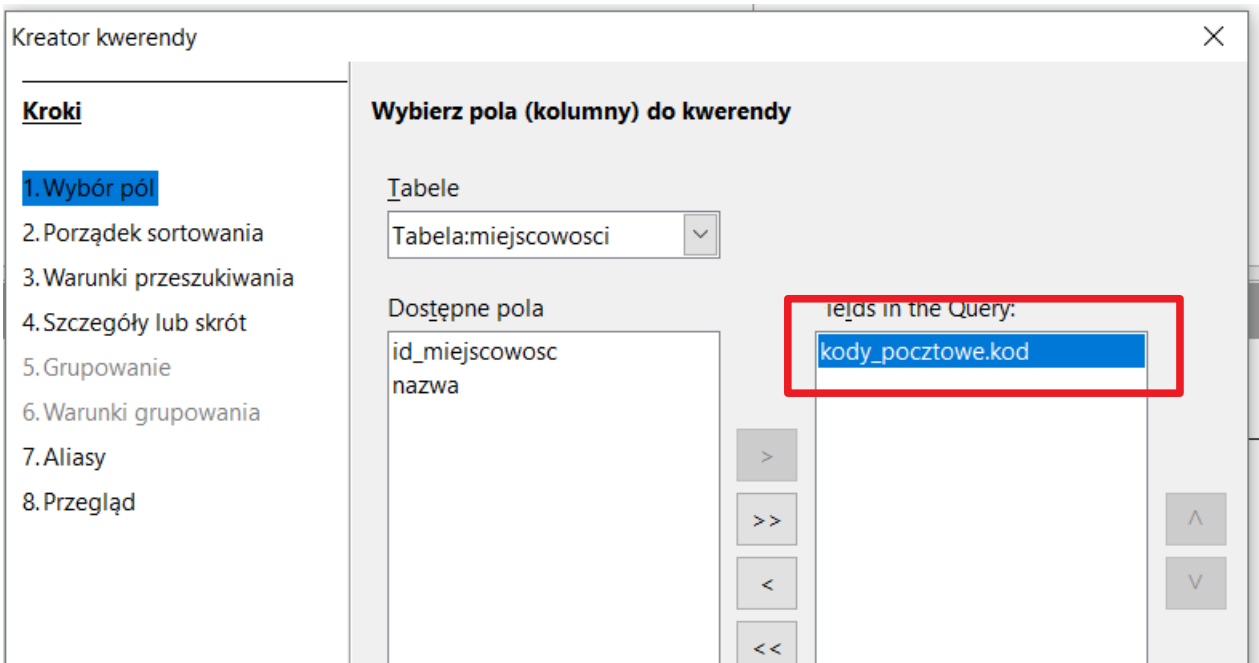 Kreator kwerendy
Kroki
1. Wybór pól
2. Porządek sortowania
3. Warunki przeszukiwania
4. Szczegóły lub skrót
5. Grupowanie
6. Warunki grupowania
7. Aliasy
8. Przegląd
Wybierz pola (kolumny) do kwerendy
Tabele
Tabela:miejscowosci
Dostępne pola
id_miejscowosc
nazwa
>
>>
<
<<
ields in the Query:
kody_pocztowe.kod